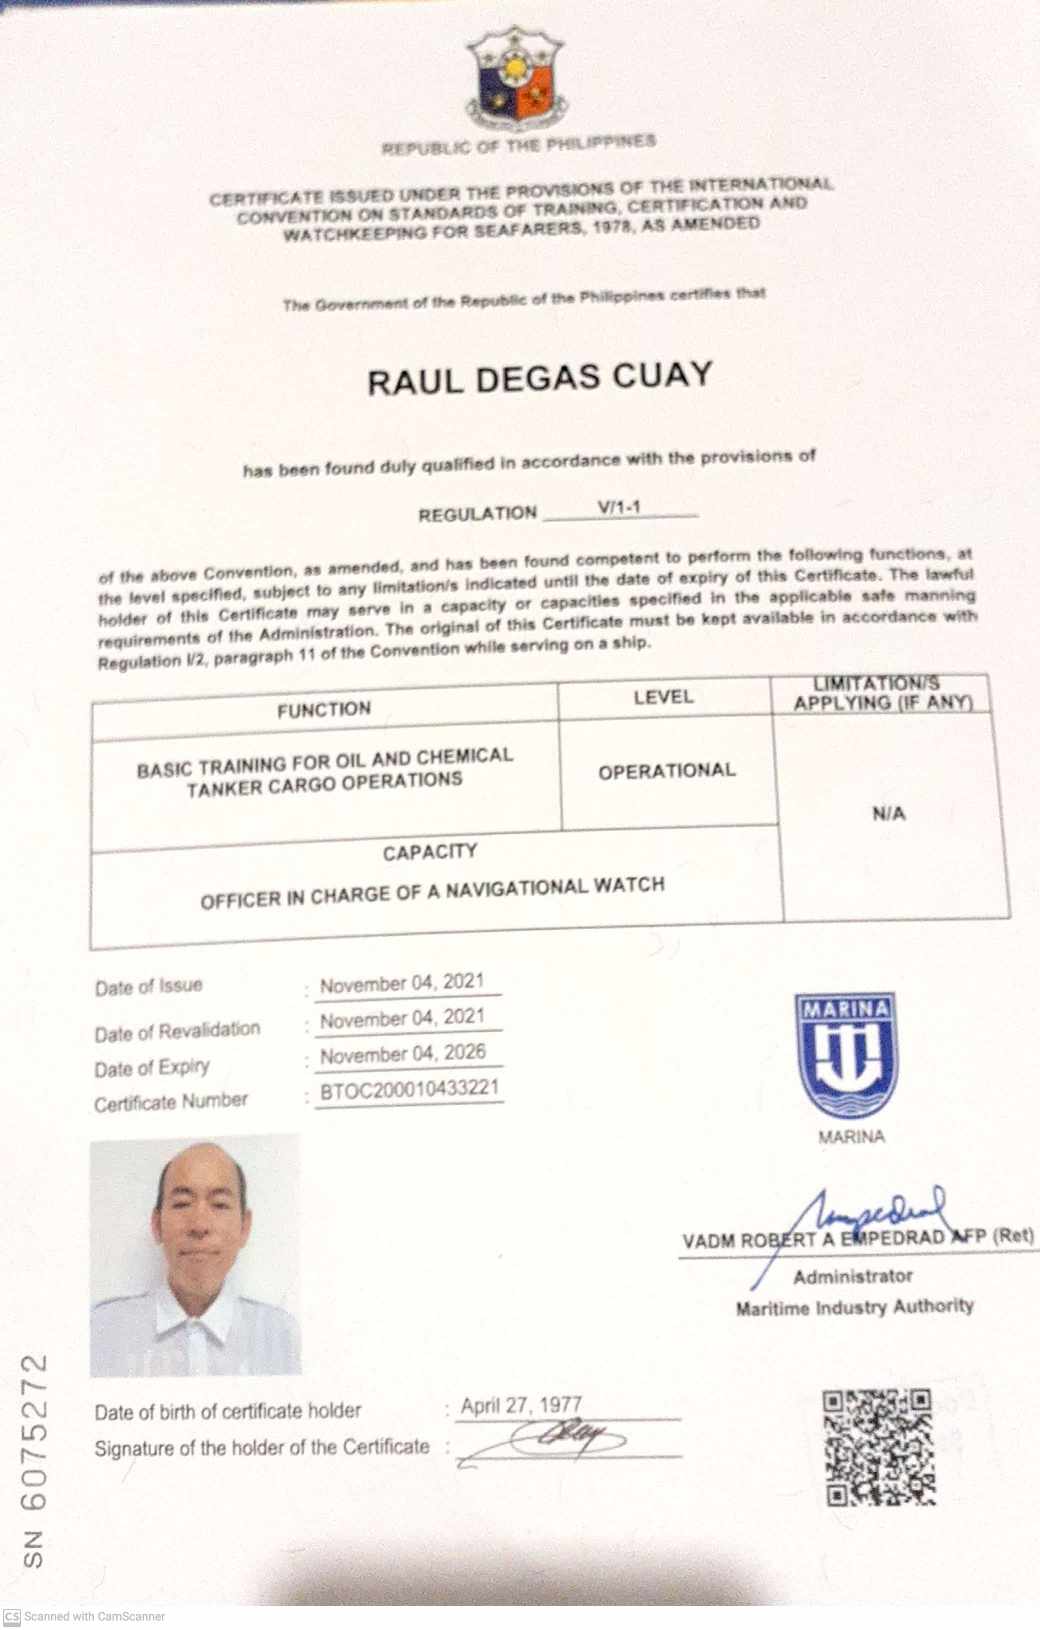 REPUBLIC OF THE PHILIPPINES
CERTIFICATE ISSUED UNDER THE PROVISIONS OF THE INTERNATIONAL
CONVENTION ON STANDARDS OF TRAINING, CERTIFICATION AND
WATCHKEEPING FOR SEAFARERS, 1978, AS AMENDED
The Government of the Republic of the Philippines certifies that
RAUL DEGAS CUAY
has been found duly qualified in accordance with the provisions of
REGULATION V/1-1
of the above Convention, as amended, and has been found competent to perform the following functions, at
the level specified, subject to any limitation/s indicated until the date of expiry of this Certificate. The lawful
holder of this Certificate may serve in a capacity or capacities specified in the applicable safe manning
requirements of the Administration. The original of this Certificate must be kept available in accordance with
Regulation I/2, paragraph 11 of the Convention while serving on a ship.
FUNCTION
LEVEL
LIMITATION/S
APPLYING (IF ANY)
BASIC TRAINING FOR OIL AND CHEMICAL
TANKER CARGO OPERATIONS
OPERATIONAL
N/A
CAPACITY
OFFICER IN CHARGE OF A NAVIGATIONAL WATCH
Date of Issue : November 04, 2021
Date of Revalidation : November 04, 2021
Date of Expiry : November 04, 2026
Certificate Number : BTOC200010433221
MARINA
MARINA
VADM ROBERT A EMPEDRAD AFP (Ret)
Administrator
Maritime Industry Authority
Date of birth of certificate holder : April 27, 1977
Signature of the holder of the Certificate :
SN 6075272
CS Scanned with CamScanner